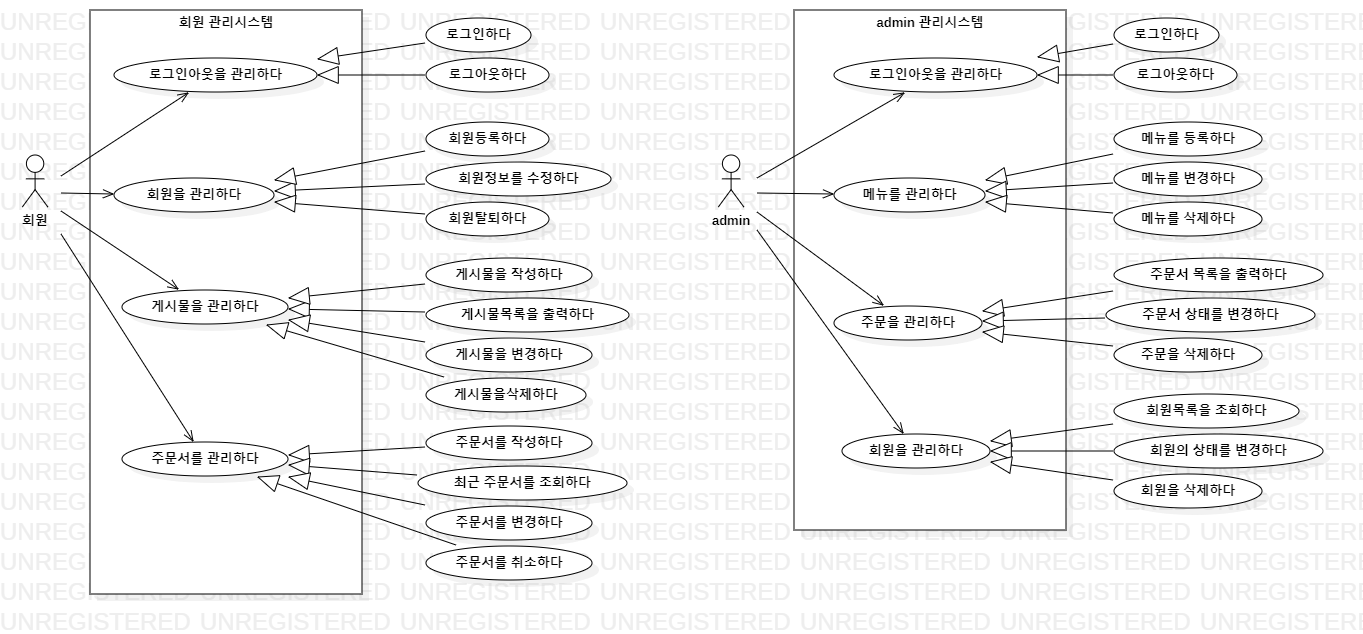 회원 관리시스템
로그인아웃을 관리하다
로그인하다
로그아웃하다
회원
회원을 관리하다
회원등록하다
회원정보를 수정하다
회원탈퇴하다
게시물을 관리하다
게시물을 작성하다
게시물목록을 출력하다
게시물을 변경하다
게시물을삭제하다
주문서를 관리하다
주문서를 작성하다
최근 주문서를 조회하다
주문서를 변경하다
주문서를 취소하다
admin 관리시스템
로그인아웃을 관리하다
로그인하다
로그아웃하다
admin
메뉴를 관리하다
메뉴를 등록하다
메뉴를 변경하다
메뉴를 삭제하다
주문을 관리하다
주문서 목록을 출력하다
주문서 상태를 변경하다
주문을 삭제하다
회원을 관리하다
회원목록을 조회하다
회원의 상태를 변경하다
회원을 삭제하다
UNREGISTERED